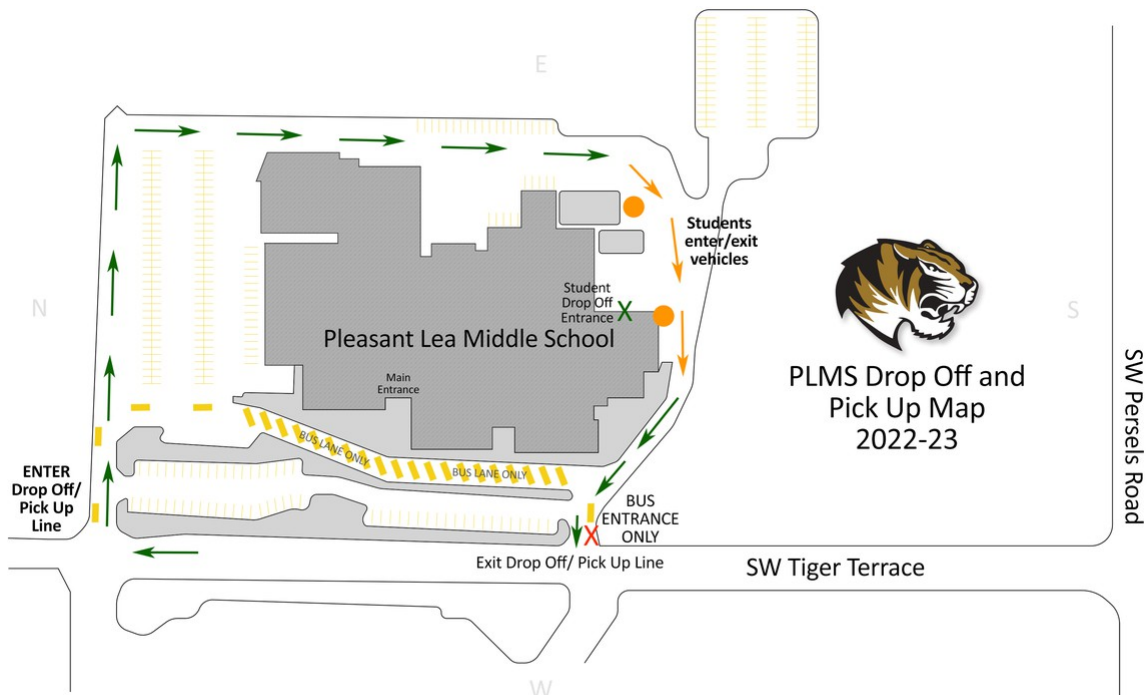 E
Students
enter/exit
vehicles
Student
Drop Off
Entrance
X
N
S
Pleasant Lea Middle School
Main
Entrance
PLMS Drop Off and
Pick Up Map
2022-23
SW Persels Road
BUS LANE ONLY
BUS LANE ONLY
ENTER
Drop Off/
Pick Up
Line
BUS
ENTRANCE
ONLY
X
Exit Drop Off/ Pick Up Line
SW Tiger Terrace
W